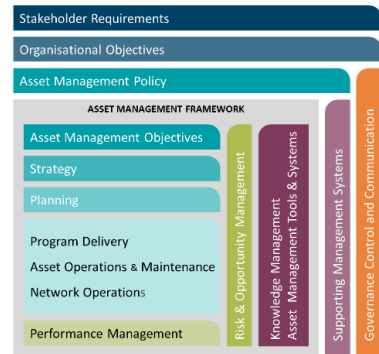 Stakeholder Requirements
Organisational Objectives
Asset Management Policy
ASSET MANAGEMENT FRAMEWORK
Asset Management Objectives
Strategy
Planning
Program Delivery
Asset Operations & Maintenance
Network Operations
Performance Management
Risk & Opportunity Management
Knowledge Management
Asset Management Tools & Systems
Supporting Management Systems
Governance Control and Communication